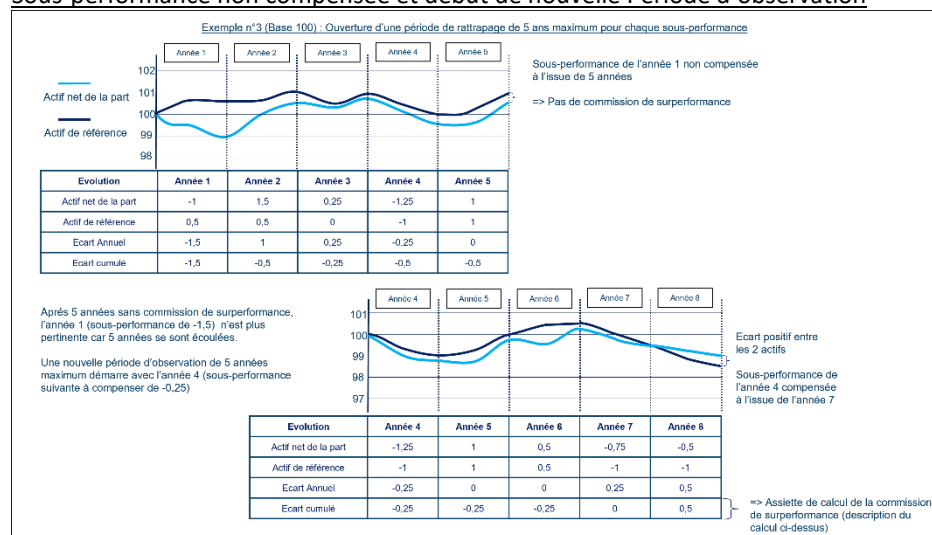 Sous-performance non compensée et début de nouvelle Période d'observation
Exemple n°3 (Base 100) : Ouverture d'une période de rattrapage de 5 ans maximum pour chaque sous-performance
Année 1 Année 2 Année 3 Année 4 Année 5
102
101
100
99
98
Actif net de la part
Actif de référence
Sous-performance de l'année 1 non compensée
à l'issue de 5 années
=> Pas de commission de surperformance
Evolution Année 1 Année 2 Année 3 Année 4 Année 5
Actif net de la part -1 1,5 0,25 -1,25 1
Actif de référence 0,5 0,5 0 -1 1
Ecart Annuel -1,5 1 0,25 -0,25 0
Ecart cumulé -1,5 -0,5 -0,25 -0,5 -0,5
Aprés 5 années sans commission de surperformance,
l'année 1 (sous-performance de -1,5) n'est plus
pertinente car 5 années se sont écoulées.
Une nouvelle période d'observation de 5 années
maximum démarre avec l'année 4 (sous-performance
suivante à compenser de -0,25)
Année 4 Année 5 Année 6 Année 7 Année 8
101
100
99
98
97
Ecart positif entre
les 2 actifs
Sous-performance de
l'année 4 compensée
à l'issue de l'année 7
Evolution Année 4 Année 5 Année 6 Année 7 Année 8
Actif net de la part -1,25 1 0,5 -0,75 -0,5
Actif de référence -1 1 0,5 -1 -1
Ecart Annuel -0,25 0 0 0,25 0,5
Ecart cumulé -0,25 -0,25 -0,25 0 0,5
=> Assiette de calcul de la commission
de surperformance (description du
calcul ci-dessus)